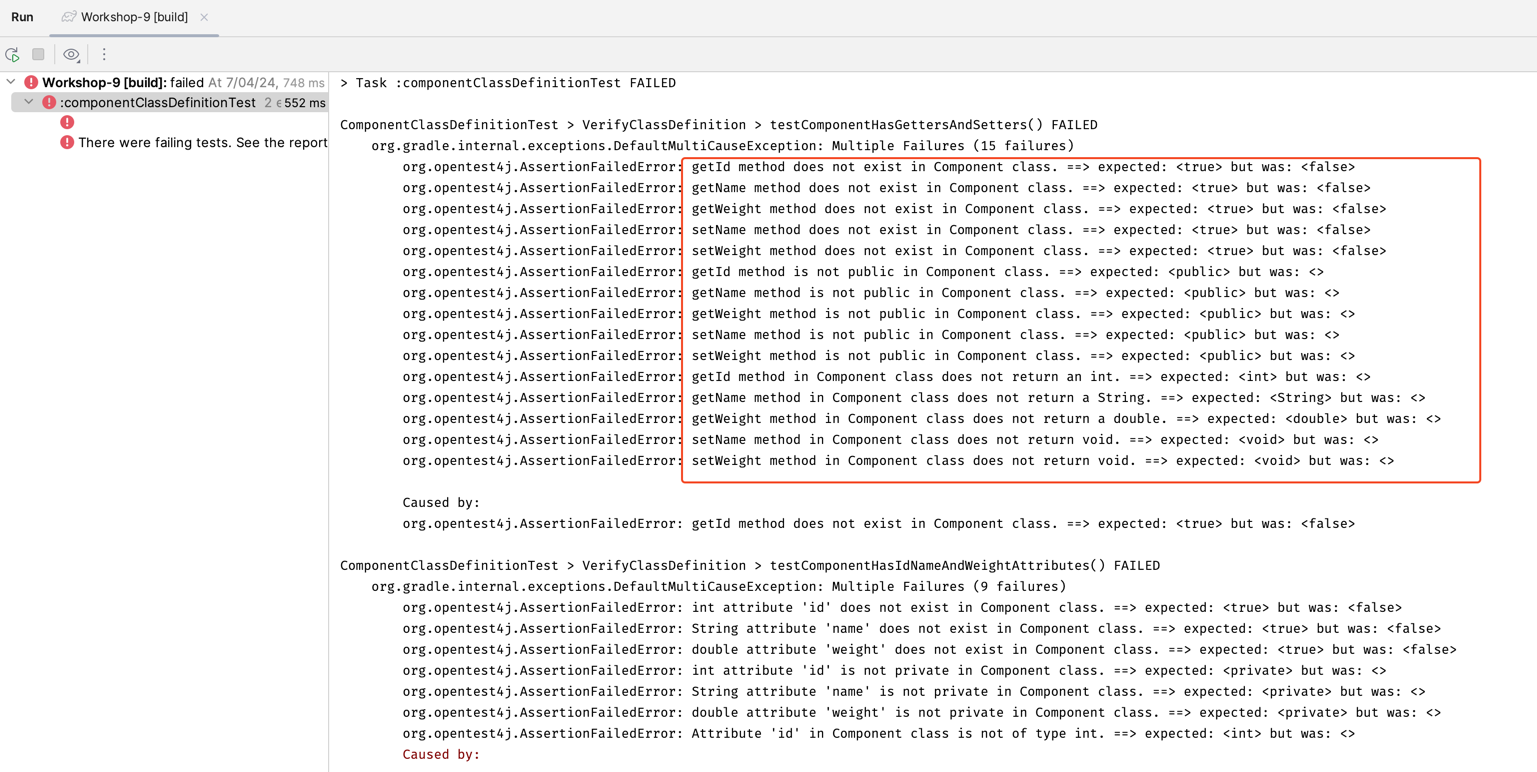 Run
Workshop-9 [build]
Workshop-9 [build]: failed At 7/04/24, 748 ms
:componentClassDefinitionTest 2 e 552 ms
There were failing tests. See the report
> Task :componentClassDefinitionTest FAILED
ComponentClassDefinitionTest > VerifyClassDefinition > testComponentHasGettersAndSetters() FAILED
org.gradle.internal.exceptions.DefaultMultiCauseException: Multiple Failures (15 failures)
org.opentest4j.AssertionFailedError: getId method does not exist in Component class. ==> expected: <true> but was: <false>
org.opentest4j.AssertionFailedError: getName method does not exist in Component class. ==> expected: <true> but was: <false>
org.opentest4j.AssertionFailedError: getWeight method does not exist in Component class. ==> expected: <true> but was: <false>
org.opentest4j.AssertionFailedError: setName method does not exist in Component class. ==> expected: <true> but was: <false>
org.opentest4j.AssertionFailedError: setWeight method does not exist in Component class. ==> expected: <true> but was: <false>
org.opentest4j.AssertionFailedError: getId method is not public in Component class. ==> expected: <public> but was: <>
org.opentest4j.AssertionFailedError: getName method is not public in Component class. ==> expected: <public> but was: <>
org.opentest4j.AssertionFailedError: getWeight method is not public in Component class. ==> expected: <public> but was: <>
org.opentest4j.AssertionFailedError: setName method is not public in Component class. ==> expected: <public> but was: <>
org.opentest4j.AssertionFailedError: setWeight method is not public in Component class. ==> expected: <public> but was: <>
org.opentest4j.AssertionFailedError: getId method in Component class does not return an int. ==> expected: <int> but was: <>
org.opentest4j.AssertionFailedError: getName method in Component class does not return a String. ==> expected: <String> but was: <>
org.opentest4j.AssertionFailedError: getWeight method in Component class does not return a double. ==> expected: <double> but was: <>
org.opentest4j.AssertionFailedError: setName method in Component class does not return void. ==> expected: <void> but was: <>
org.opentest4j.AssertionFailedError: setWeight method in Component class does not return void. ==> expected: <void> but was: <>
Caused by:
org.opentest4j.AssertionFailedError: getId method does not exist in Component class. ==> expected: <true> but was: <false>
ComponentClassDefinitionTest > VerifyClassDefinition > testComponentHasIdNameAndWeightAttributes() FAILED
org.gradle.internal.exceptions.DefaultMultiCauseException: Multiple Failures (9 failures)
org.opentest4j.AssertionFailedError: int attribute 'id' does not exist in Component class. ==> expected: <true> but was: <false>
org.opentest4j.AssertionFailedError: String attribute 'name' does not exist in Component class. ==> expected: <true> but was: <false>
org.opentest4j.AssertionFailedError: double attribute 'weight' does not exist in Component class. ==> expected: <true> but was: <false>
org.opentest4j.AssertionFailedError: int attribute 'id' is not private in Component class. ==> expected: <private> but was: <>
org.opentest4j.AssertionFailedError: String attribute 'name' is not private in Component class. ==> expected: <private> but was: <>
org.opentest4j.AssertionFailedError: double attribute 'weight' is not private in Component class. ==> expected: <private> but was: <>
org.opentest4j.AssertionFailedError: Attribute 'id' in Component class is not of type int. ==> expected: <int> but was: <>
Caused by: